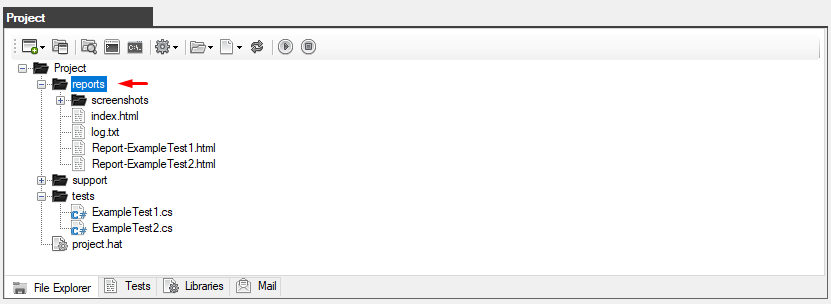 Project
Project
reports
screenshots
index.html
log.txt
Report-ExampleTest1.html
Report-ExampleTest2.html
support
tests
ExampleTest1.cs
ExampleTest2.cs
project.hat
File Explorer Tests Libraries Mail